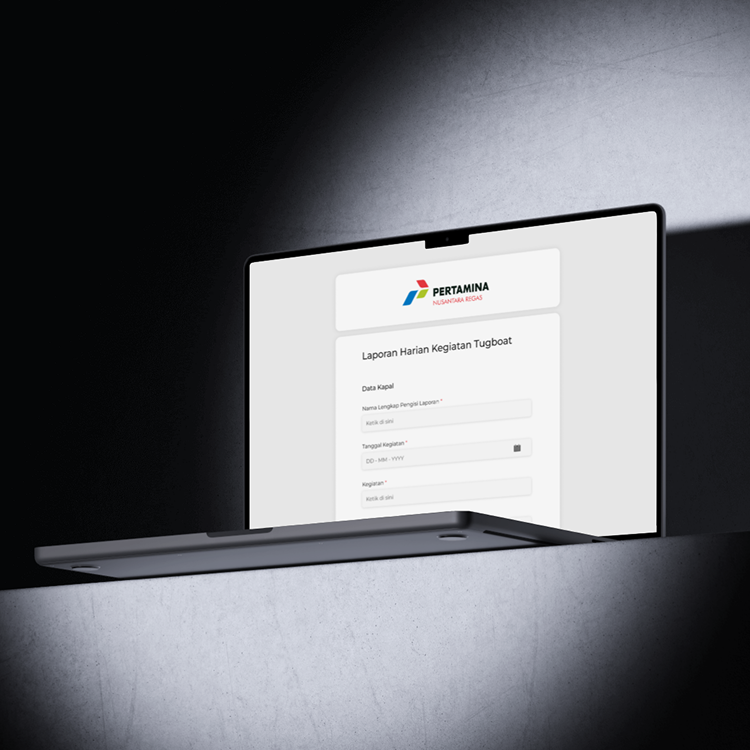 PERTAMINA
NUSANTARA REGAS
Laporan Harian Kegiatan Tugboat
Data Kapal
Nama Lengkap Pengisi Laporan *
Ketik di sini
Tanggal Kegiatan *
DD - MM - YYYY
Kegiatan *
Ketik di sini